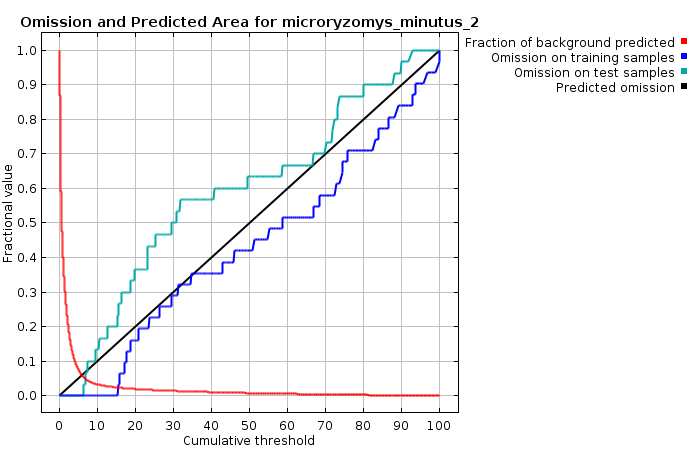 Omission and Predicted Area for microryzomys_minutus_2
Fraction of background predicted
Omission on training samples
Omission on test samples
Predicted omission
Fractional value
1.0
0.9
0.8
0.7
0.6
0.5
0.4
0.3
0.2
0.1
0.0
0 10 20 30 40 50 60 70 80 90 100
Cumulative threshold